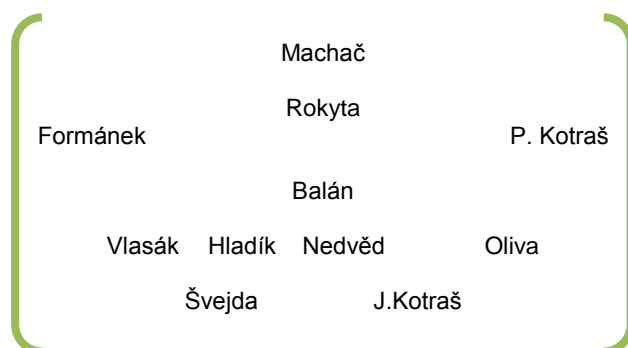 Machač
Rokyta
Formánek P. Kotraš
Balán
Vlasák Hladík Nedvěd Oliva
Švejda J.Kotraš